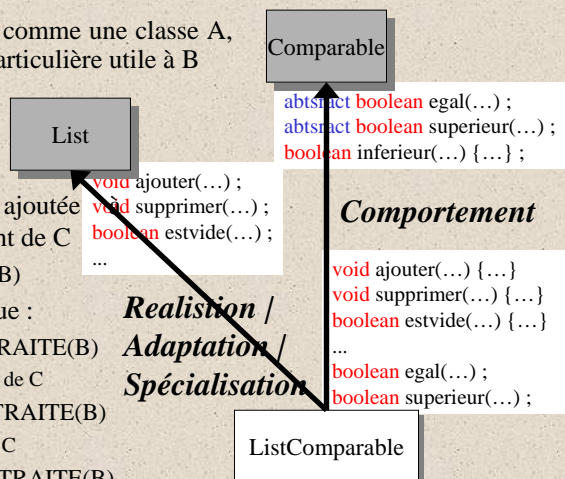 comme une classe A,
articulière utile à B
Comparable
abtsract boolean egal(…) ;
abtsract boolean superieur(…) ;
boolean inferieur(…) {…} ;
List
void ajouter(…) ;
void supprimer(…) ;
boolean estvide(…) ;
...
ajoutée à
nt de C
B)
ue :
RAITE(B)
de C
TRAITE(B)
C
TRAITE(B)
Comportement
Realistion /
Adaptation /
Spécialisation
void ajouter(…) {…}
void supprimer(…) {…}
boolean estvide(…) {…}
...
boolean egal(…) ;
boolean superieur(…) ;
ListComparable